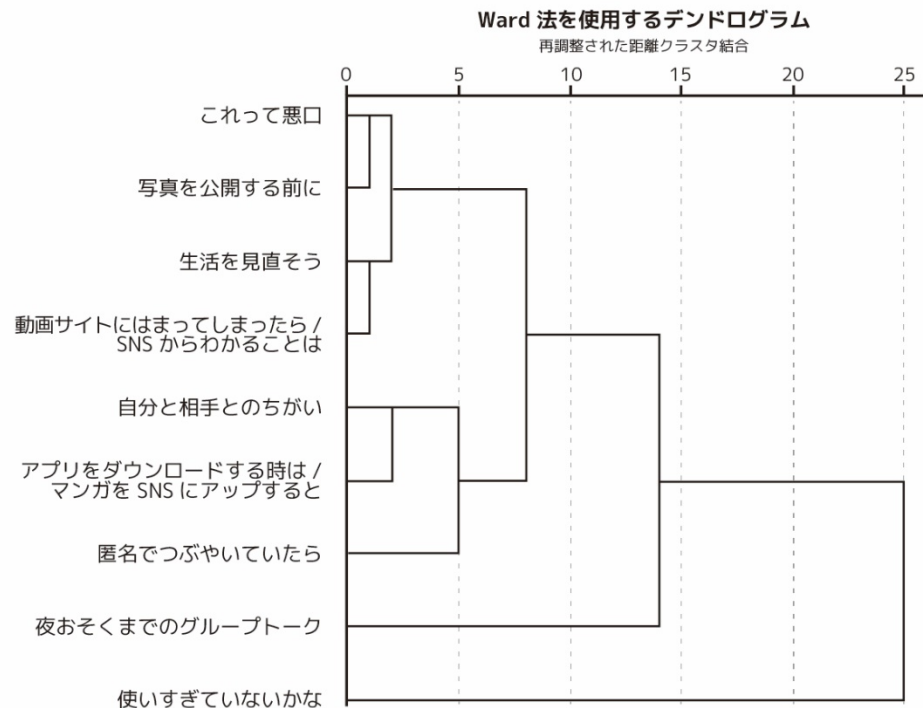 Ward 法を使用するデンドログラム
再調整された距離クラスタ結合
0 5 10 15 20 25
これって悪口
写真を公開する前に
生活を見直そう
動画サイトにはまってしまったら /
SNS からわかることは
自分と相手とのちがい
アプリをダウンロードする時は /
マンガを SNS にアップすると
匿名でつぶやいていたら
夜おそくまでのグループトーク
使いすぎていないかな